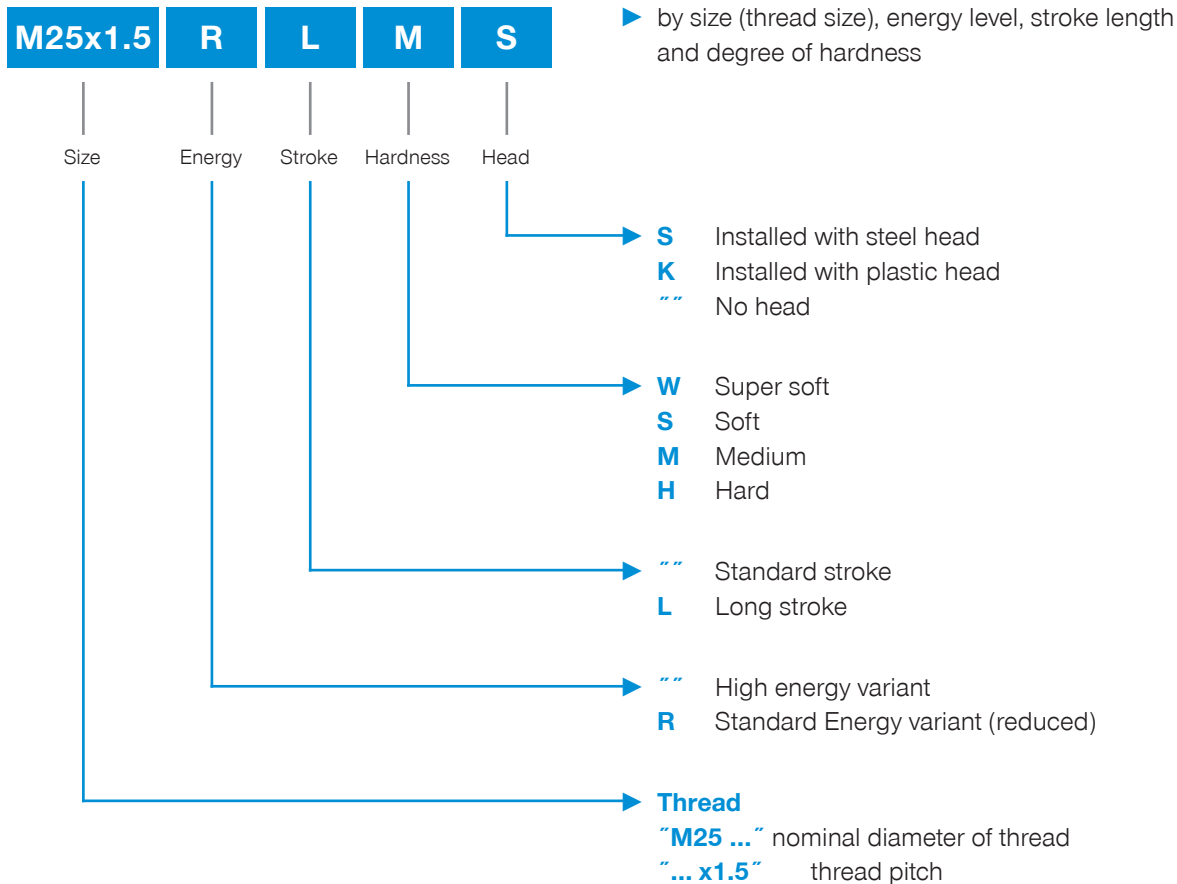 M25x1.5 R L M S
▶ by size (thread size), energy level, stroke length
and degree of hardness
Size Energy Stroke Hardness Head
S Installed with steel head
K Installed with plastic head
˝˝ No head
W Super soft
S Soft
M Medium
H Hard
˝˝ Standard stroke
L Long stroke
˝˝ High energy variant
R Standard Energy variant (reduced)
Thread
˝M25 ...˝ nominal diameter of thread
˝... x1.5˝ thread pitch